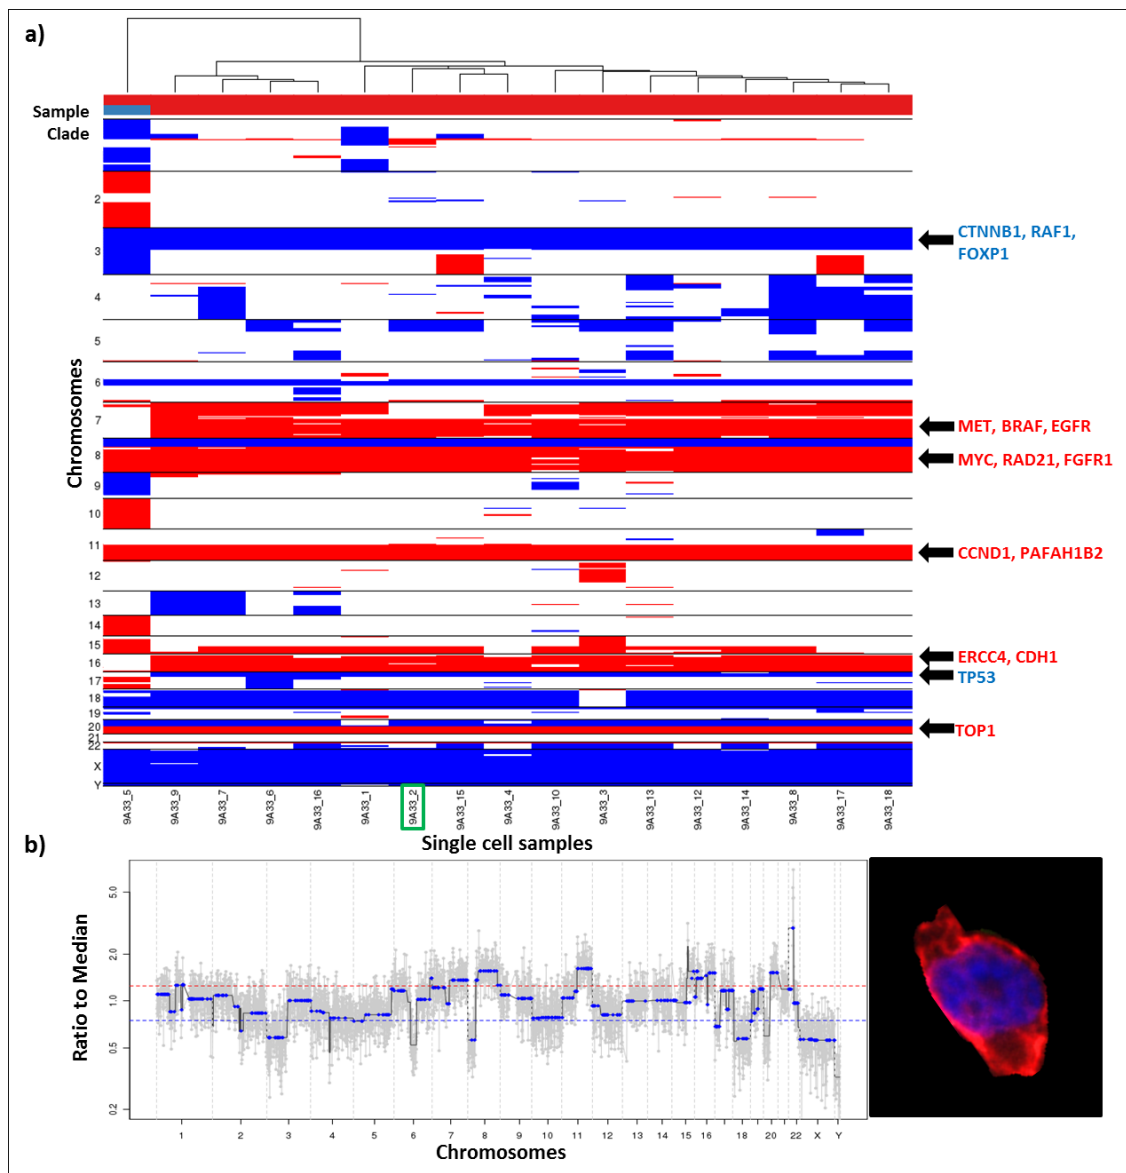 a)
Sample
Clade
2
3
CTNNB1, RAF1,
FOXP1
4
5
Chromosomes
6
7
MET, BRAF, EGFR
8
MYC, RAD21, FGFR1
9
10
11
CCND1, PAFAH1B2
12
13
14
15
16
ERCC4, CDH1
17
TP53
18
19
20
TOP1
21
22
X
Y
9A33_5 9A33_9 9A33_7 9A33_6 9A33_16 9A33_1 9A33_2 9A33_15 9A33_4 9A33_10 9A33_3 9A33_13 9A33_12 9A33_14 9A33_8 9A33_17 9A33_18
Single cell samples
b)
Ratio to Median
5.0
2.0
1.0
0.5
0.2
1 2 3 4 5 6 7 8 9 10 11 12 13 14 15 16 18 20 22 X Y
Chromosomes